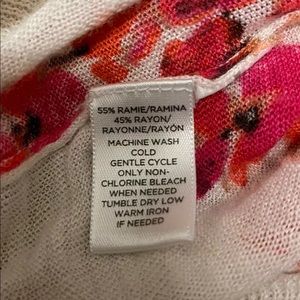 55% RAMIE/RAMINA
45% RAYON/
RAYONNE/RAYÓN
MACHINE WASH
COLD
GENTLE CYCLE
ONLY NON-
CHLORINE BLEACH
WHEN NEEDED
TUMBLE DRY LOW
WARM IRON
IF NEEDED